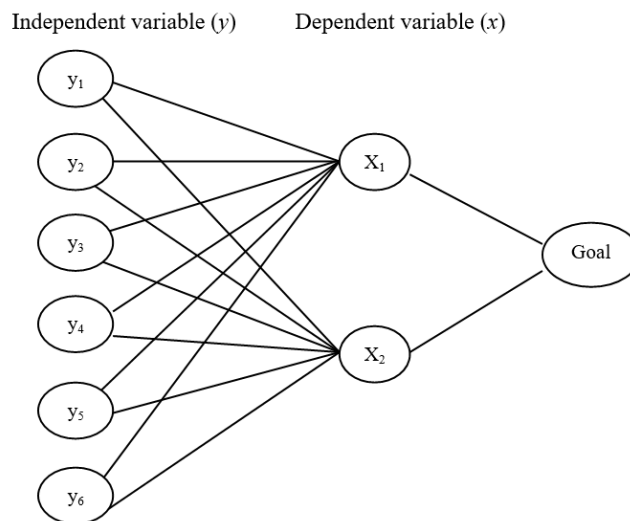 Independent variable (y) Dependent variable (x)
y₁
y₂
X₁
y₃
Goal
y₄
X₂
y₅
y₆